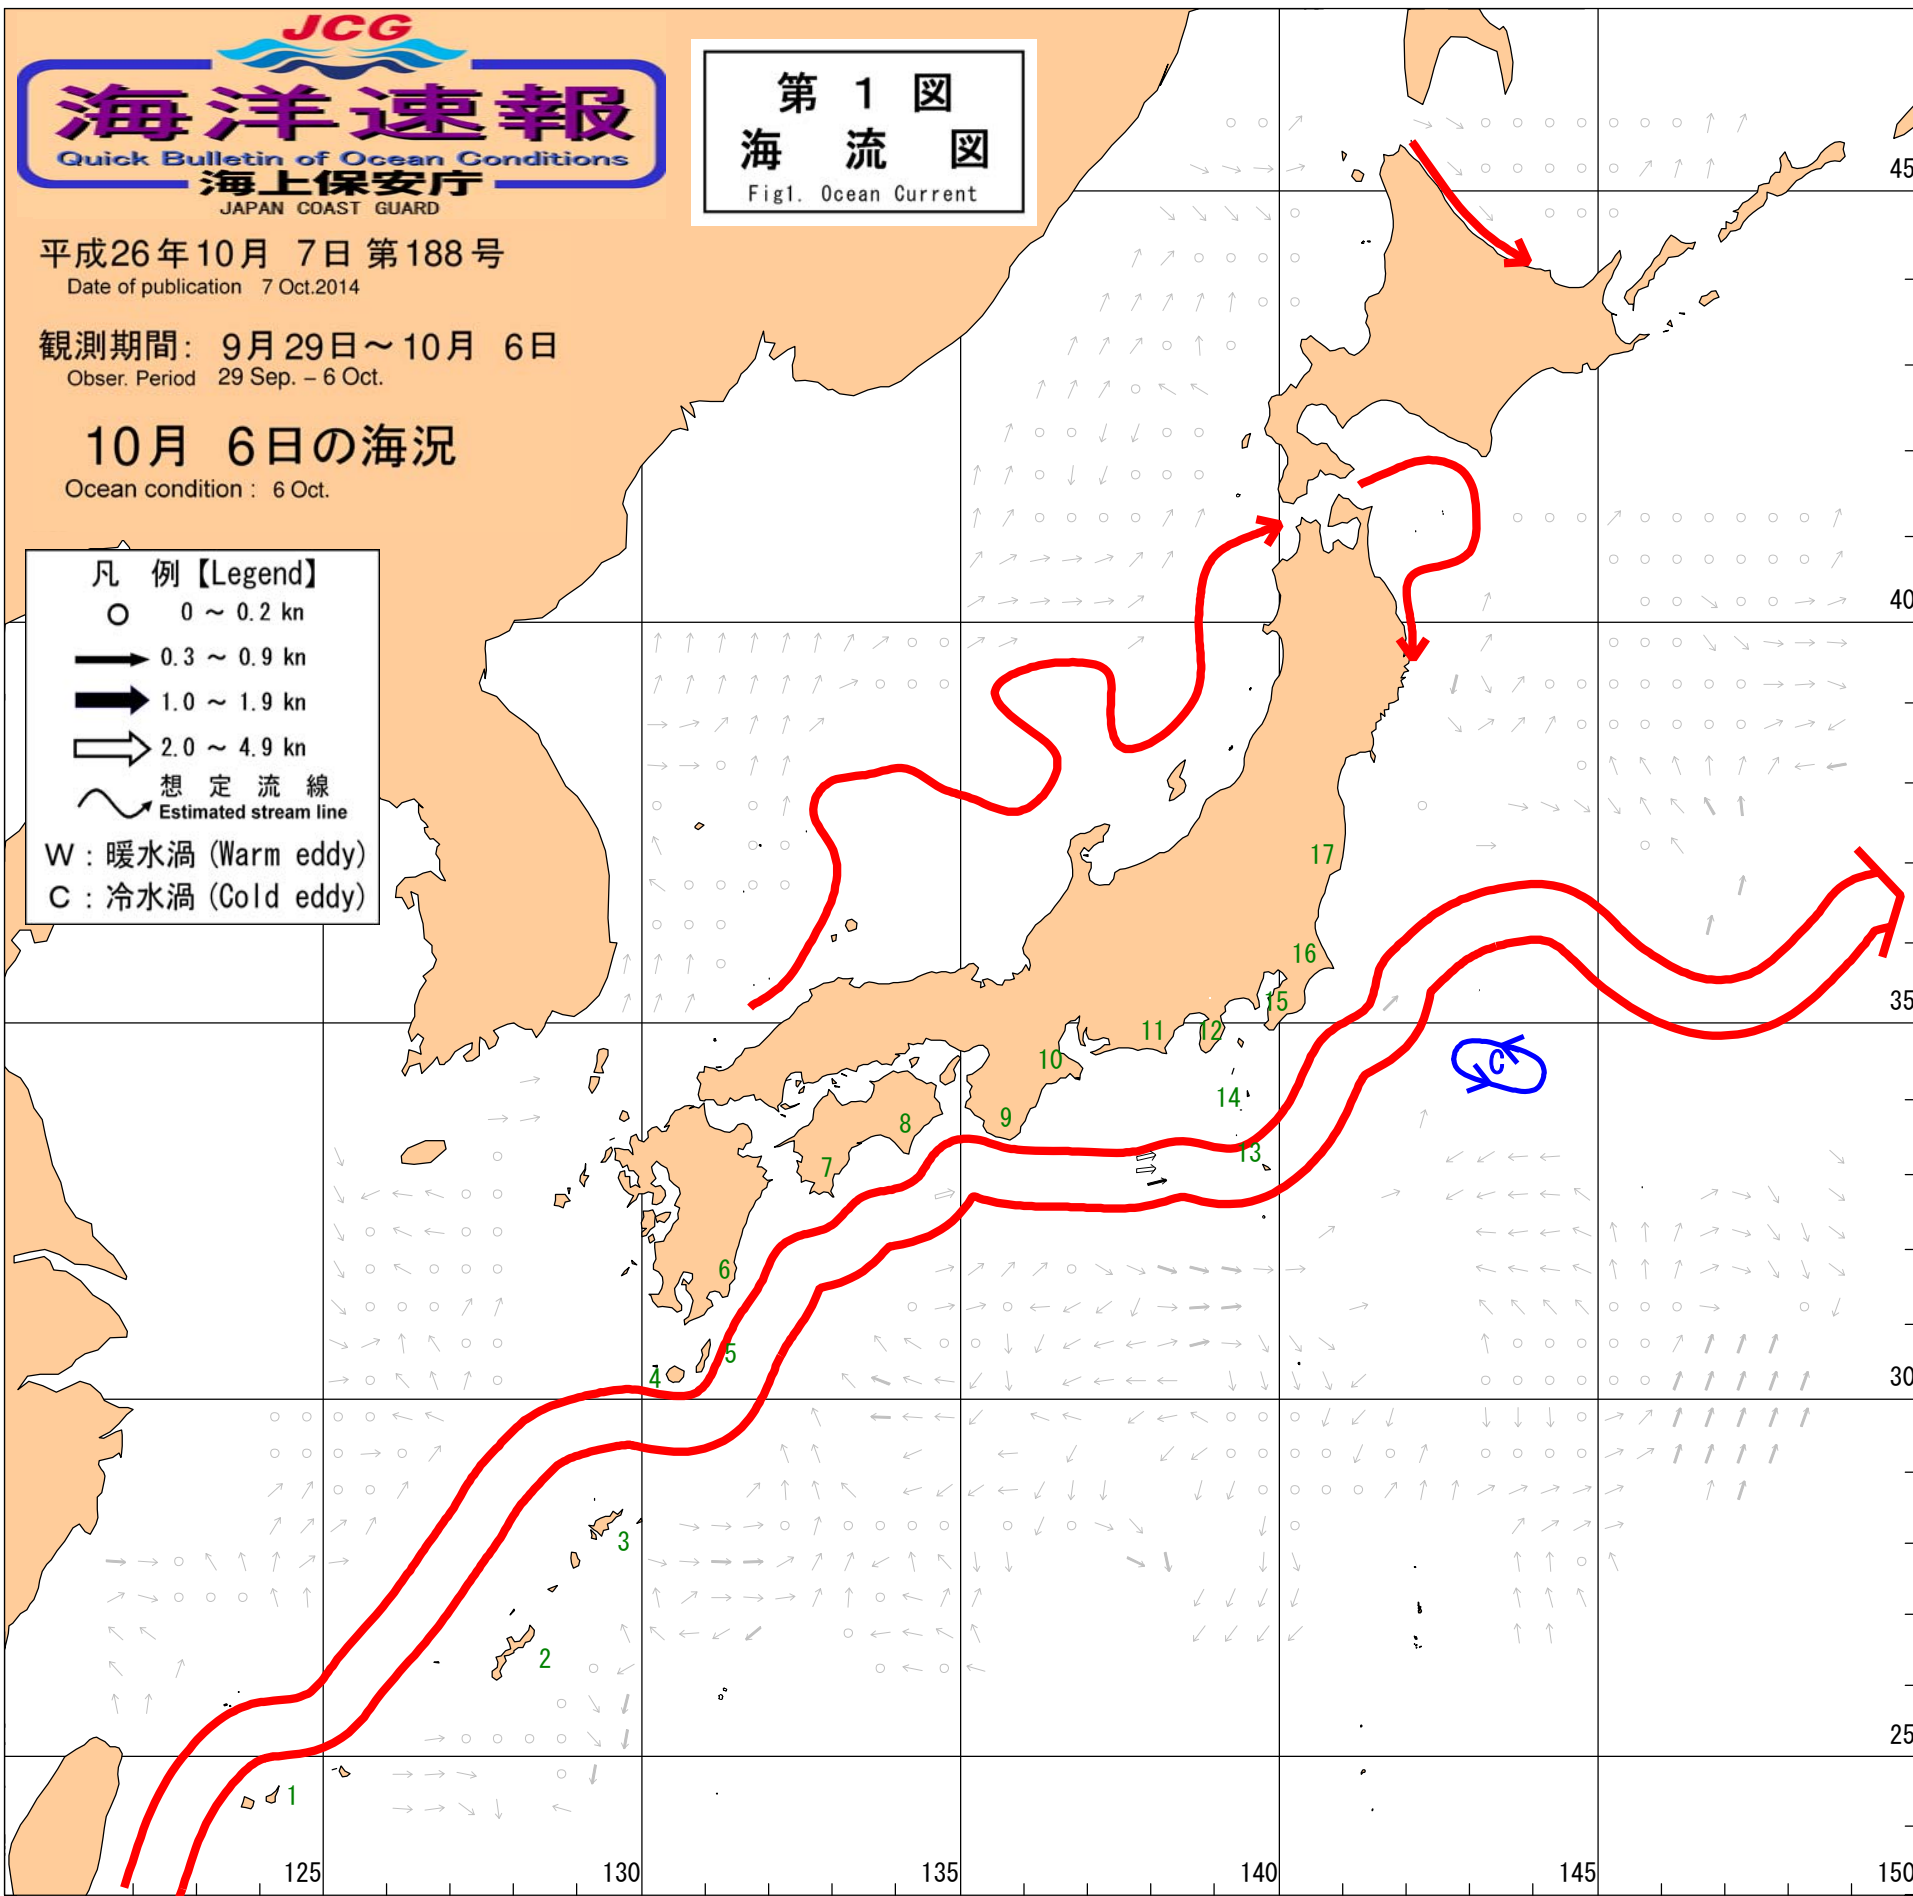 JCG
海洋速報
Quick Bulletin of Ocean Conditions
海上保安庁
JAPAN COAST GUARD
平成26年10月 7日 第188号
Date of publication 7 Oct.2014
観測期間: 9月29日～10月 6日
Obser. Period 29 Sep. – 6 Oct.
10月 6日の海況
Ocean condition : 6 Oct.
第 1 図
海 流 図
Fig1. Ocean Current
凡 例【Legend】
0 ～ 0.2 kn
0.3 ～ 0.9 kn
1.0 ～ 1.9 kn
2.0 ～ 4.9 kn
想 定 流 線
Estimated stream line
W : 暖水渦 (Warm eddy)
C : 冷水渦 (Cold eddy)
45
40
17
16
35
15
11
12
10
C
14
9
8
13
7
6
5
4
30
3
2
25
1
125
130
135
140
145
150